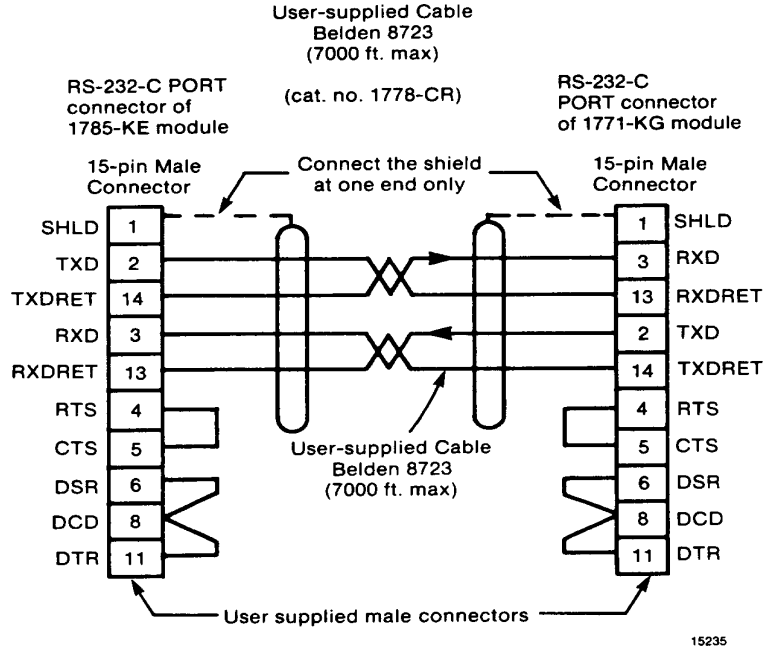 User-supplied Cable
Belden 8723
(7000 ft. max)
(cat. no. 1778-CR)
RS-232-C PORT
connector of
1785-KE module
RS-232-C
PORT connector
of 1771-KG module
15-pin Male
Connector
Connect the shield
at one end only
15-pin Male
Connector
SHLD 1
1 SHLD
TXD 2
3 RXD
TXDRET 14
13 RXDRET
RXD 3
2 TXD
RXDRET 13
14 TXDRET
RTS 4
4 RTS
CTS 5
5 CTS
User-supplied Cable
Belden 8723
(7000 ft. max)
DSR 6
6 DSR
DCD 8
8 DCD
DTR 11
11 DTR
User supplied male connectors
15235